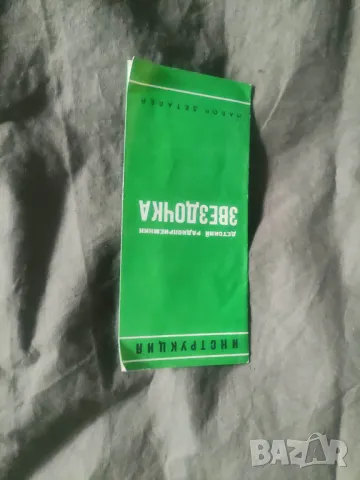 ИНСТРУКЦИЯ
ДЕТСКИЙ РАДИОПРИЕМНИК
ЗВЕЗДОЧКА
НАБОР ДЕТАЛЕЙ
BAZAR